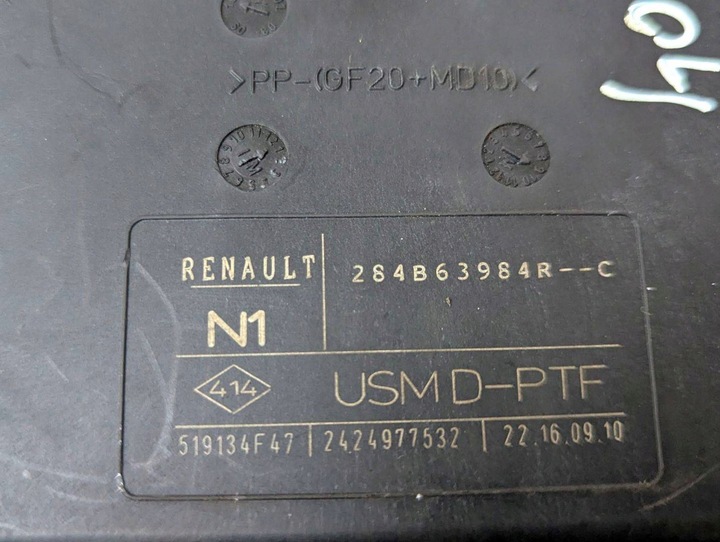 >PP-(GF20+MD10)<
RENAULT 284B63984R--C
N1
414 USM D-PTF
519134F47 2424977532 22.16.09.10